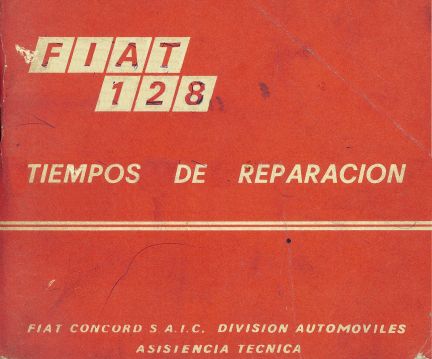 FIAT
128
TIEMPOS DE REPARACION
FIAT CONCORD S.A.I.C. DIVISION AUTOMOVILES
ASISTENCIA TECNICA